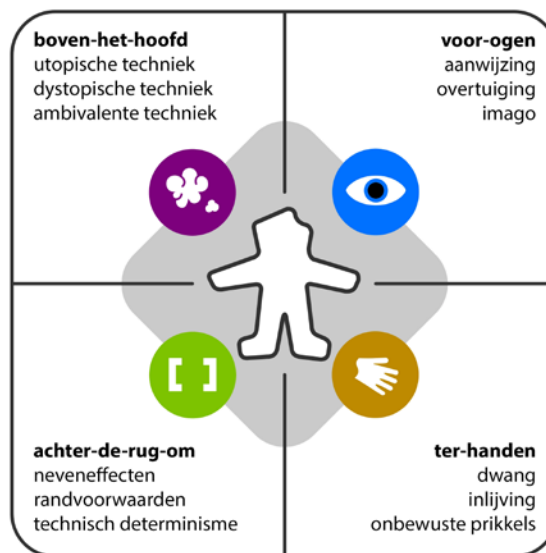 boven-het-hoofd
utopische techniek
dystopische techniek
ambivalente techniek
voor-ogen
aanwijzing
overtuiging
imago
achter-de-rug-om
neveneffecten
randvoorwaarden
technisch determinisme
ter-handen
dwang
inlijving
onbewuste prikkels